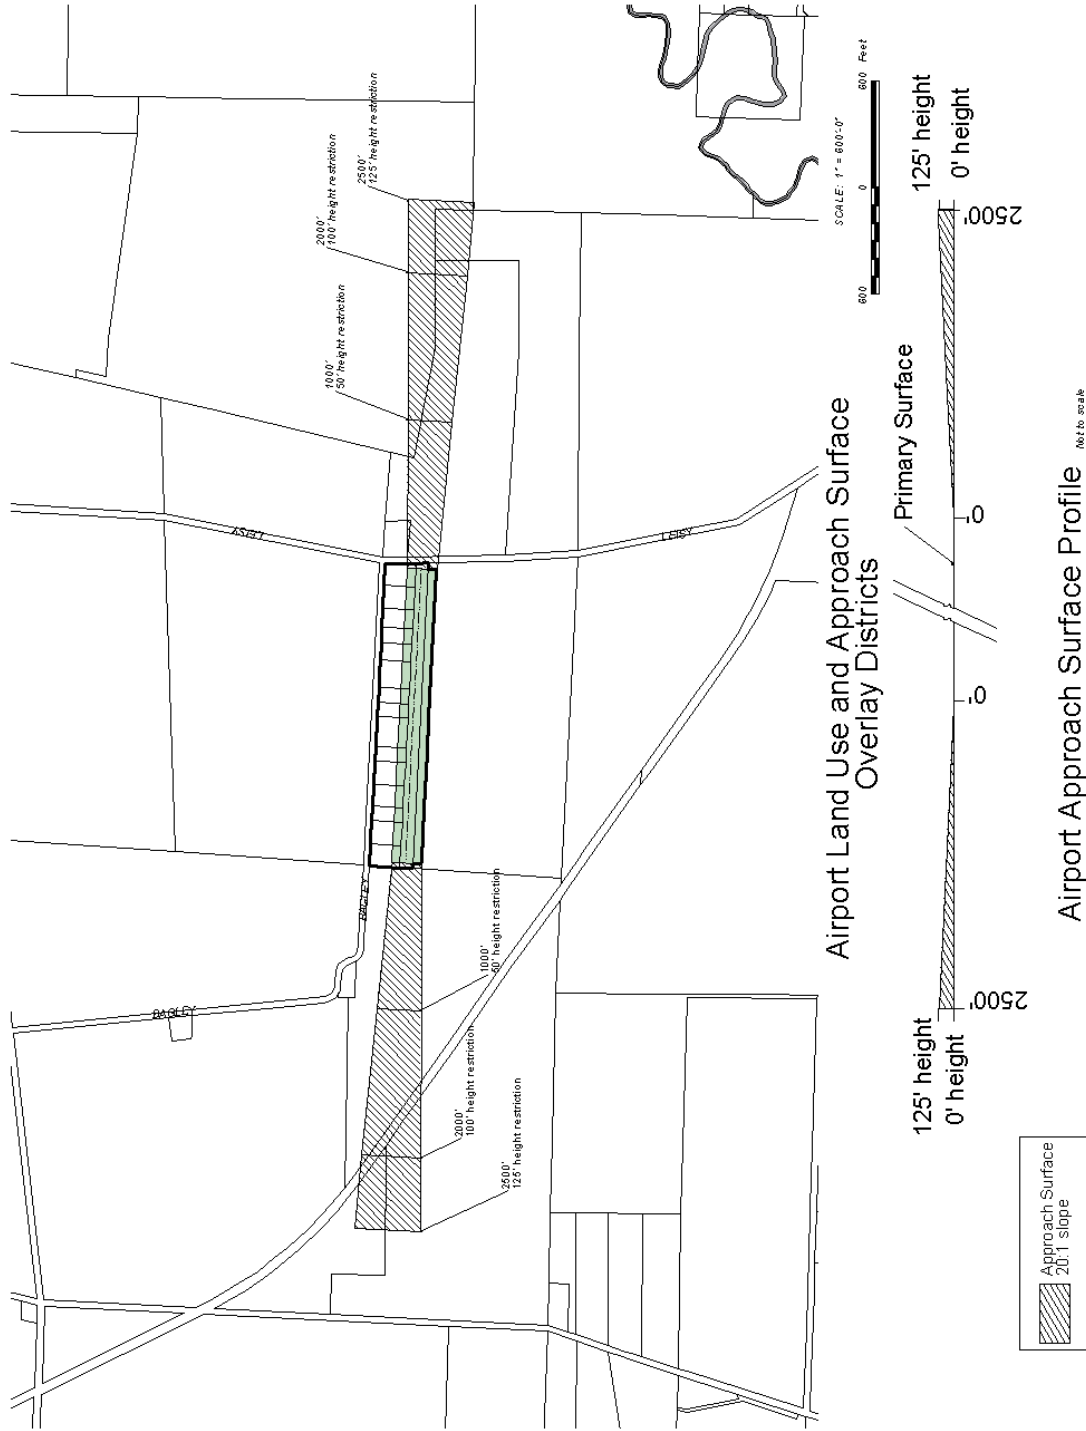 2500'
125' height restriction
2000'
100' height restriction
1000'
50' height restriction
LEISY
LEISY
BAGLEY
BAGLEY
1000'
50' height restriction
2000'
100' height restriction
2500'
125' height restriction
SCALE: 1" = 600'-0"
600
0
600 Feet
Airport Land Use and Approach Surface
Overlay Districts
125' height
0' height
2500'
0'
0'
2500'
Primary Surface
125' height
0' height
Airport Approach Surface Profile
Not to scale
Approach Surface
20:1 slope